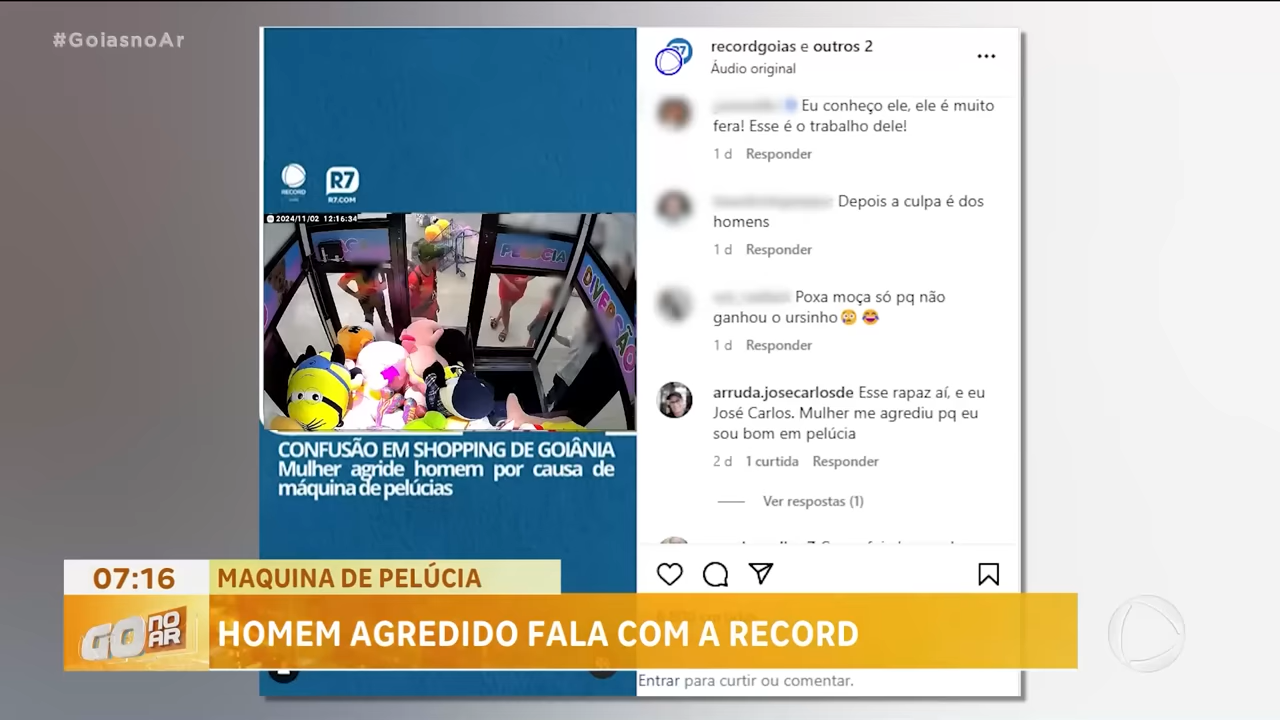 #GoiasnoAr
recordgoias e outros 2
Áudio original
Eu conheço ele, ele é muito
fera! Esse é o trabalho dele!
1 d Responder
Depois a culpa é dos
homens
1 d Responder
Poxa moça só pq não
ganhou o ursinho😢 😂
1 d Responder
arruda.josecarlosde Esse rapaz aí, e eu
José Carlos. Mulher me agrediu pq eu
sou bom em pelúcia
2 d 1 curtida Responder
Ver respostas (1)
RECORD
R7
R7.COM
2024/11/02 12:16:34
PELÚCIA
DIVERSÃO
CONFUSÃO EM SHOPPING DE GOIÂNIA
Mulher agride homem por causa de
máquina de pelúcias
07:16
MAQUINA DE PELÚCIA
GO NO AR
HOMEM AGREDIDO FALA COM A RECORD
Entrar para curtir ou comentar.